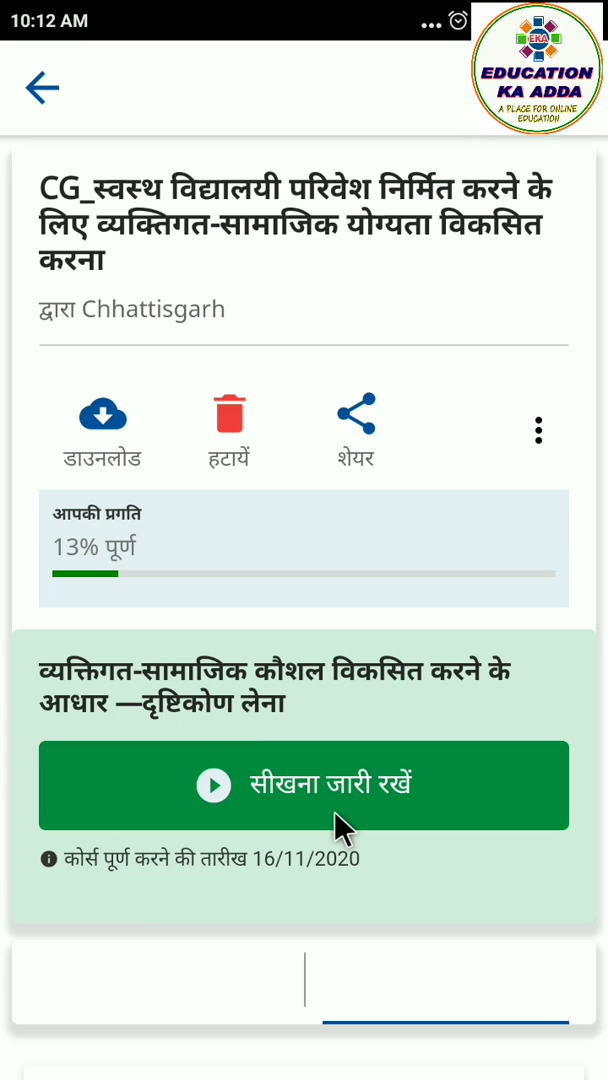 10:12 AM
EKA
EDUCATION
KA ADDA
A PLACE FOR ONLINE
EDUCATION
CG_स्वस्थ विद्यालयी परिवेश निर्मित करने के
लिए व्यक्तिगत-सामाजिक योग्यता विकसित
करना
द्वारा Chhattisgarh
डाउनलोड
हटायें
शेयर
आपकी प्रगति
13% पूर्ण
व्यक्तिगत-सामाजिक कौशल विकसित करने के
आधार —दृष्टिकोण लेना
सीखना जारी रखें
कोर्स पूर्ण करने की तारीख 16/11/2020